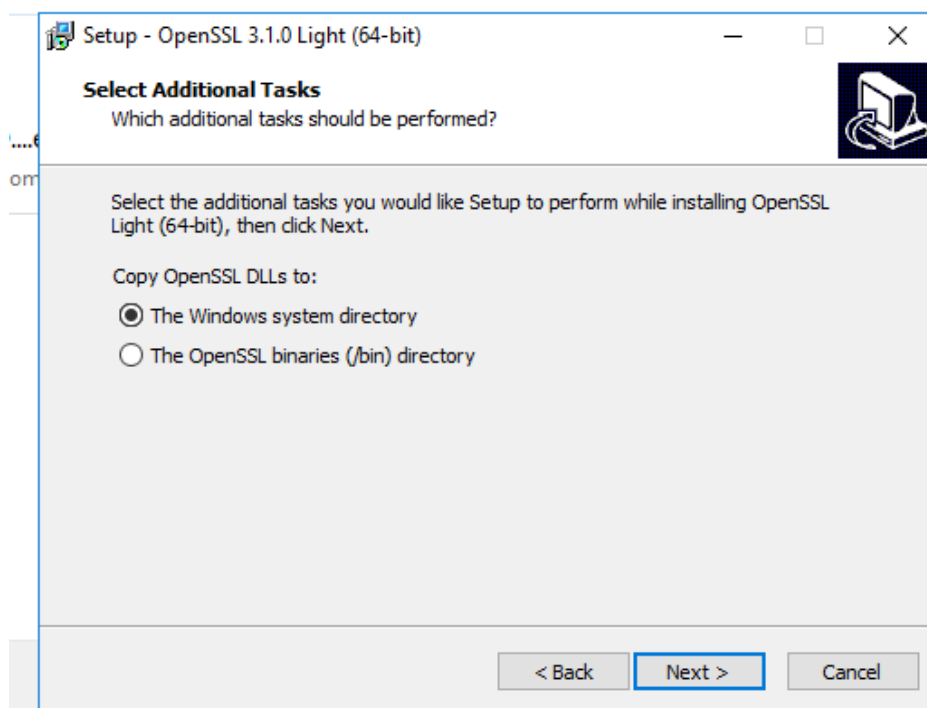 Setup - OpenSSL 3.1.0 Light (64-bit)
Select Additional Tasks
Which additional tasks should be performed?
om
Select the additional tasks you would like Setup to perform while installing OpenSSL
Light (64-bit), then click Next.
Copy OpenSSL DLLs to:
The Windows system directory
The OpenSSL binaries (/bin) directory
< Back
Next >
Cancel